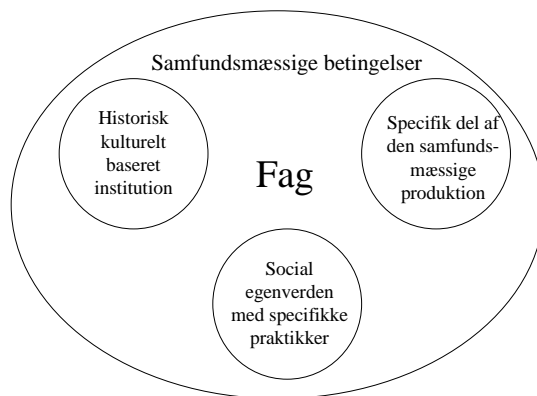 Samfundsmæssige betingelser
Historisk
kulturelt
baseret
institution
Fag
Specifik del af
den samfunds-
mæssige
produktion
Social
egenverden
med specifikke
praktikker